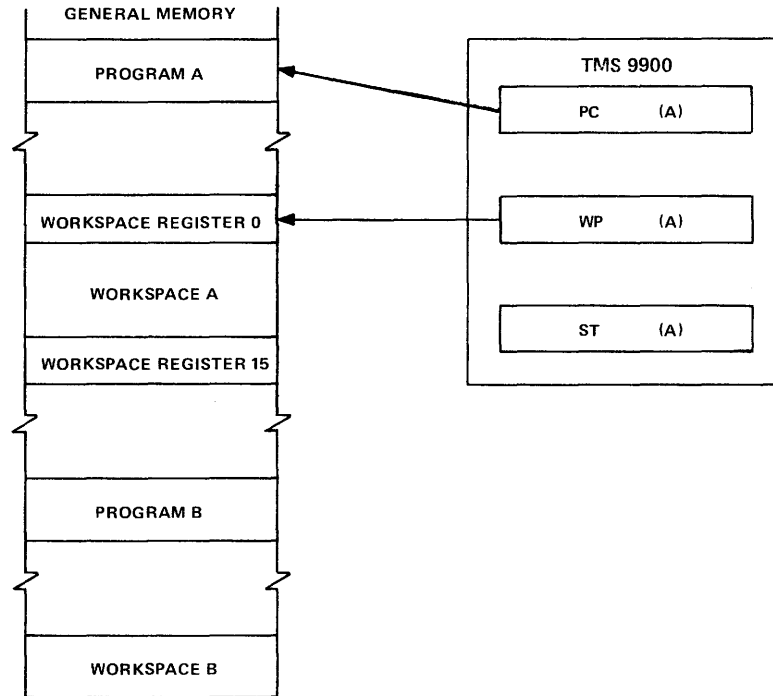 GENERAL MEMORY
PROGRAM A
WORKSPACE REGISTER 0
WORKSPACE A
WORKSPACE REGISTER 15
PROGRAM B
WORKSPACE B
TMS 9900
PC (A)
WP (A)
ST (A)